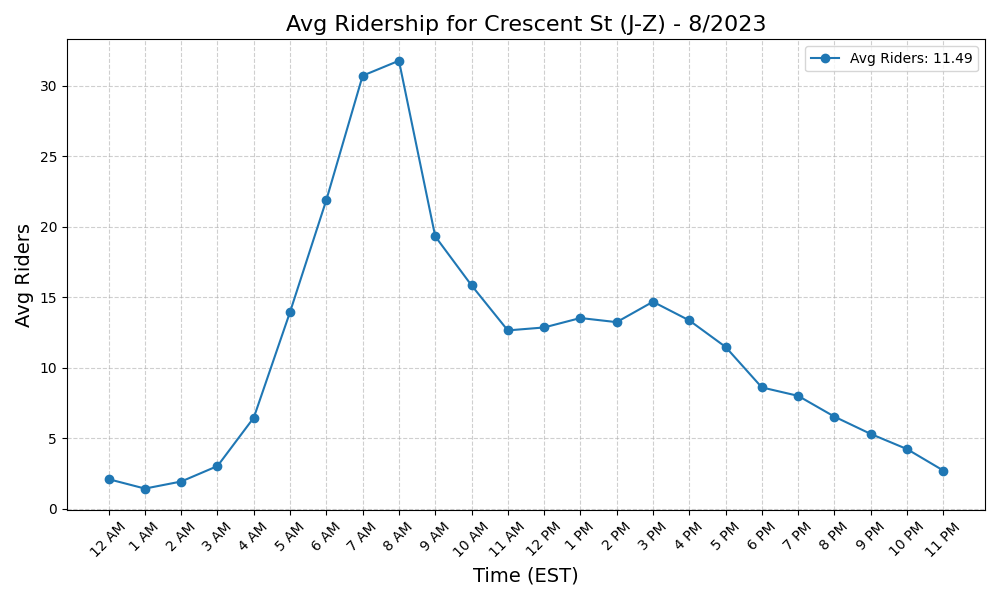 Avg Ridership for Crescent St (J-Z) - 8/2023
Avg Riders: 11.49
Avg Riders
30
25
20
15
10
5
0
12 AM
1 AM
2 AM
3 AM
4 AM
5 AM
6 AM
7 AM
8 AM
9 AM
10 AM
11 AM
12 PM
1 PM
2 PM
3 PM
4 PM
5 PM
6 PM
7 PM
8 PM
9 PM
10 PM
11 PM
Time (EST)